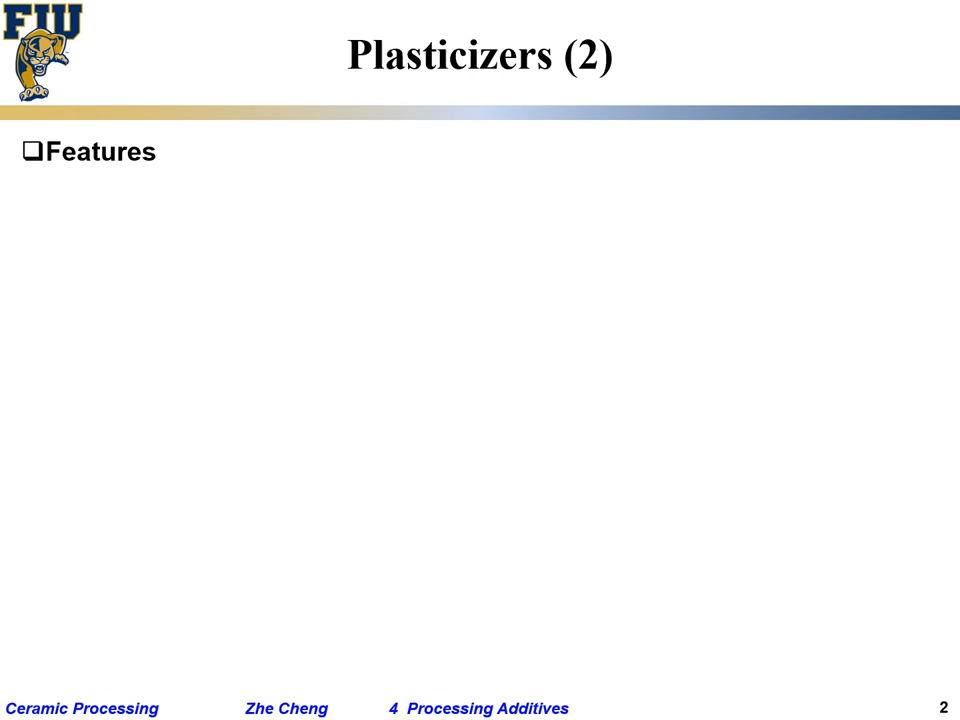 FIU
Plasticizers (2)
❑Features
Ceramic Processing Zhe Cheng 4 Processing Additives 2